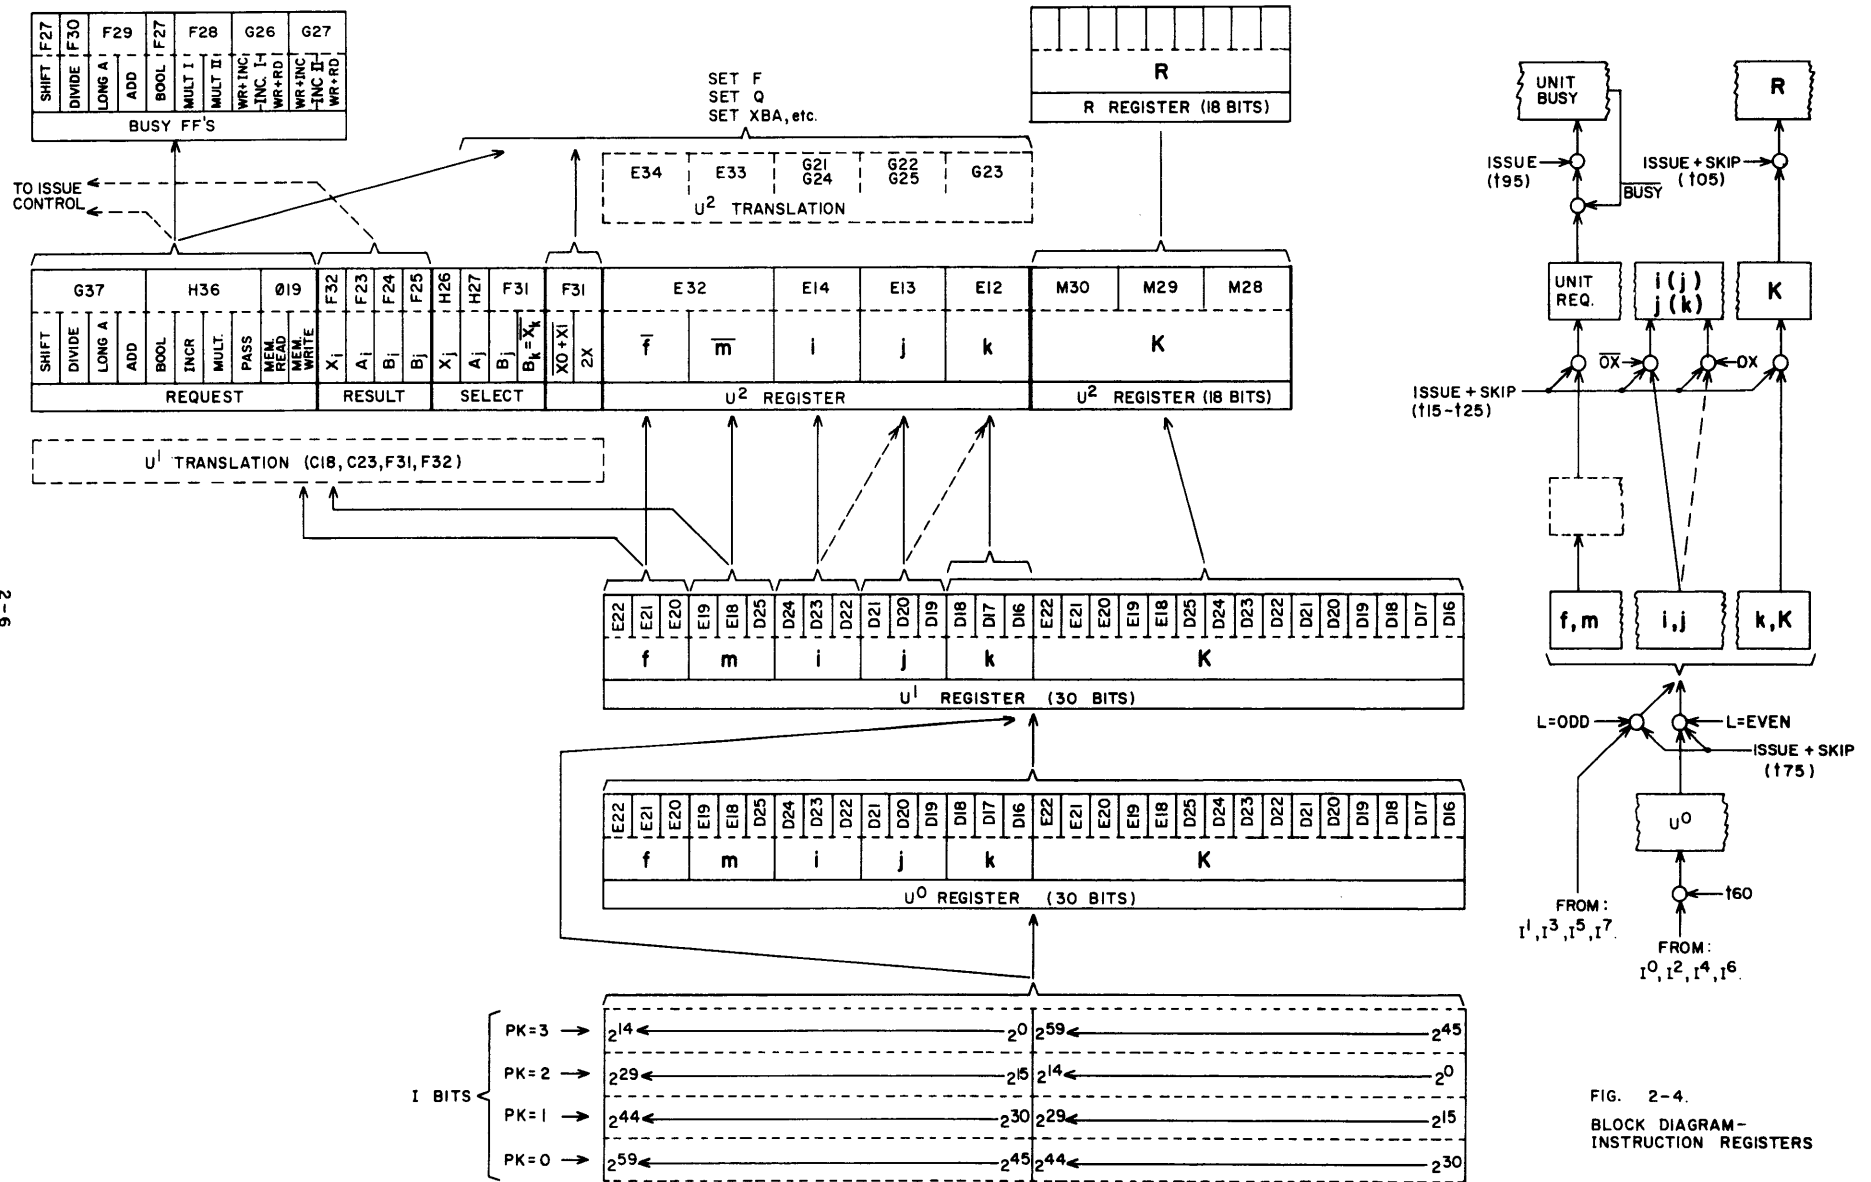 SHIFT F27 DIVIDE F30 F29 LONG A ADD BOOL F27 F28 MULT I MULT II G26 WR+INC INC. I WR+RD G27 WR+INC INC II WR+RD
BUSY FF'S
SET F
SET Q
SET XBA, etc.
R
R REGISTER (18 BITS)
TO ISSUE
CONTROL
E34 E33 G21 G22 G23
G24 G25
U² TRANSLATION
G37 H36 Ø19 F32 F23 F24 F25 H26 H27 F31 F31 E32 E14 E13 E12 M30 M29 M28
SHIFT DIVIDE LONG A ADD BOOL INCR MULT. PASS MEM. READ MEM. WRITE Xi Ai Bi Bj Xj Aj Bj B̅k̅=̅X̅k̅ X̅0̅+̅X̅1̅ 2X f̅ m̅ i j k K
REQUEST RESULT SELECT U² REGISTER U² REGISTER (18 BITS)
U¹ TRANSLATION (C18, C23, F31, F32)
E22 E21 E20 E19 E18 D25 D24 D23 D22 D21 D20 D19 D18 D17 D16 E22 E21 E20 E19 E18 D25 D24 D23 D22 D21 D20 D19 D18 D17 D16
f m i j k K
U¹ REGISTER (30 BITS)
E22 E21 E20 E19 E18 D25 D24 D23 D22 D21 D20 D19 D18 D17 D16 E22 E21 E20 E19 E18 D25 D24 D23 D22 D21 D20 D19 D18 D17 D16
f m i j k K
U⁰ REGISTER (30 BITS)
I BITS
PK=3 2¹⁴ 2⁰ 2⁵⁹ 2⁴⁵
PK=2 2²⁹ 2¹⁵ 2¹⁴ 2⁰
PK=1 2⁴⁴ 2³⁰ 2²⁹ 2¹⁵
PK=0 2⁵⁹ 2⁴⁵ 2⁴⁴ 2³⁰
UNIT
BUSY
R
ISSUE
(t95)
ISSUE + SKIP
(t05)
B̅U̅S̅Y̅
UNIT
REQ.
i(j)
j(k)
K
0̅X̅
OX
ISSUE + SKIP
(t15-t25)
f,m
i,j
k,K
L=ODD
L=EVEN
ISSUE + SKIP
(t75)
U⁰
t60
FROM:
I¹, I³, I⁵, I⁷.
FROM:
I⁰, I², I⁴, I⁶.
FIG. 2-4.
BLOCK DIAGRAM-
INSTRUCTION REGISTERS
2-6